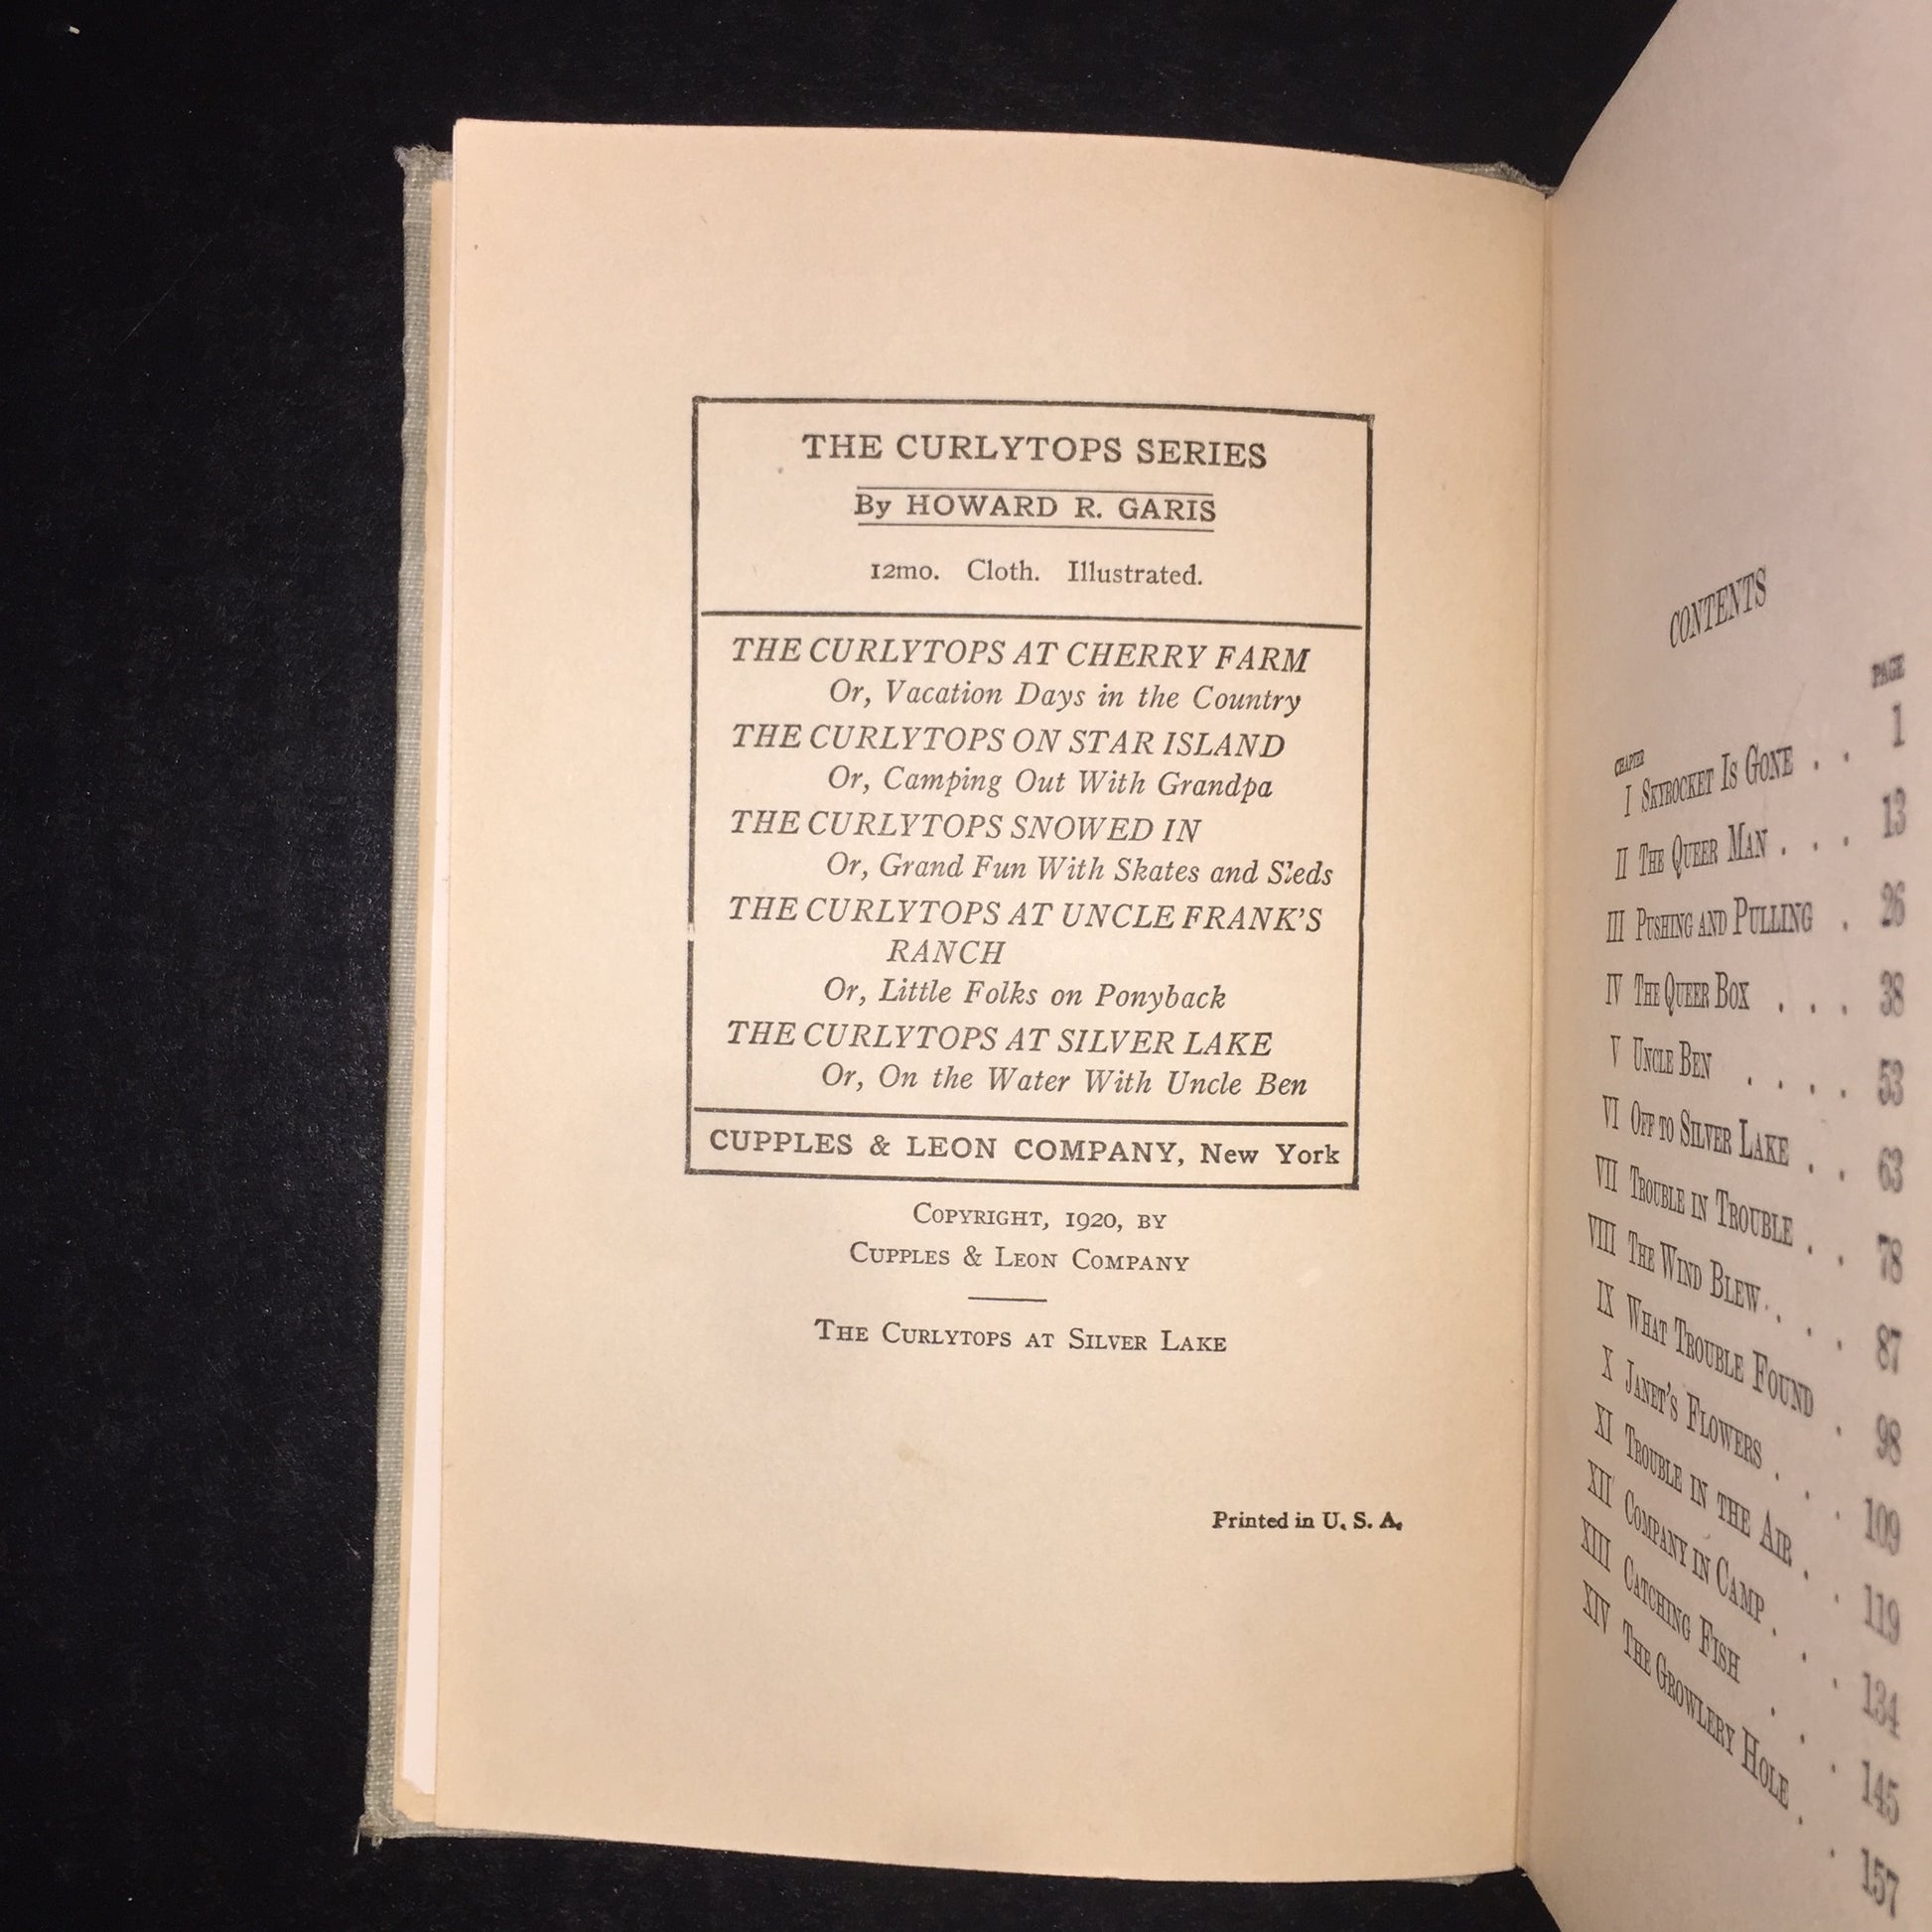 THE CURLYTOPS SERIES
By HOWARD R. GARIS
12mo. Cloth. Illustrated.
THE CURLYTOPS AT CHERRY FARM
Or, Vacation Days in the Country
THE CURLYTOPS ON STAR ISLAND
Or, Camping Out With Grandpa
THE CURLYTOPS SNOWED IN
Or, Grand Fun With Skates and Sleds
THE CURLYTOPS AT UNCLE FRANK'S
RANCH
Or, Little Folks on Ponyback
THE CURLYTOPS AT SILVER LAKE
Or, On the Water With Uncle Ben
CUPPLES & LEON COMPANY, New York
COPYRIGHT, 1920, BY
CUPPLES & LEON COMPANY
THE CURLYTOPS AT SILVER LAKE
Printed in U. S. A.
CONTENTS
CHAPTER PAGE
I SKYROCKET IS GONE . . 1
II THE QUEER MAN . . . 13
III PUSHING AND PULLING . 26
IV THE QUEER BOX . . . 38
V UNCLE BEN . . . . 53
VI OFF TO SILVER LAKE . . 63
VII TROUBLE IN TROUBLE . . 78
VIII THE WIND BLEW . . . 87
IX WHAT TROUBLE FOUND . 98
X JANET'S FLOWERS . . . 109
XI TROUBLE IN THE AIR . . 119
XII COMPANY IN CAMP . . . 134
XIII CATCHING FISH . . . 145
XIV THE GROWLERY HOLE . . 157